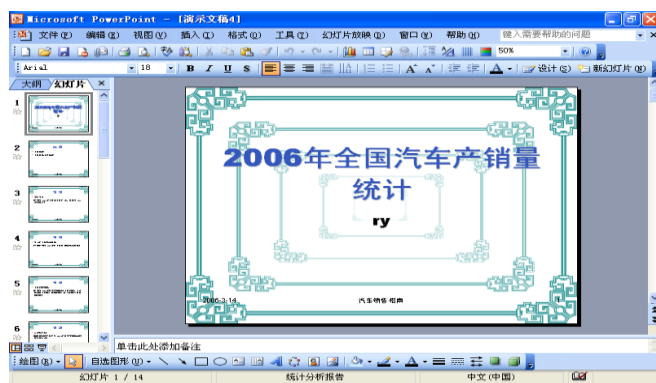 Microsoft PowerPoint - [演示文稿4]
文件(F) 编辑(E) 视图(V) 插入(I) 格式(O) 工具(T) 幻灯片放映(D) 窗口(W) 帮助(H) 键入需要帮助的问题
50%
Arial 18 B I U S A A A 设计(S) 新幻灯片(N)
大纲 幻灯片
1
2
3
4
5
6
2006年全国汽车产销量
统计
ry
2006-3-14 汽车销售指南 1
单击此处添加备注
绘图(R) 自选图形(U) A
幻灯片 1 / 14 统计分析报告 中文(中国)